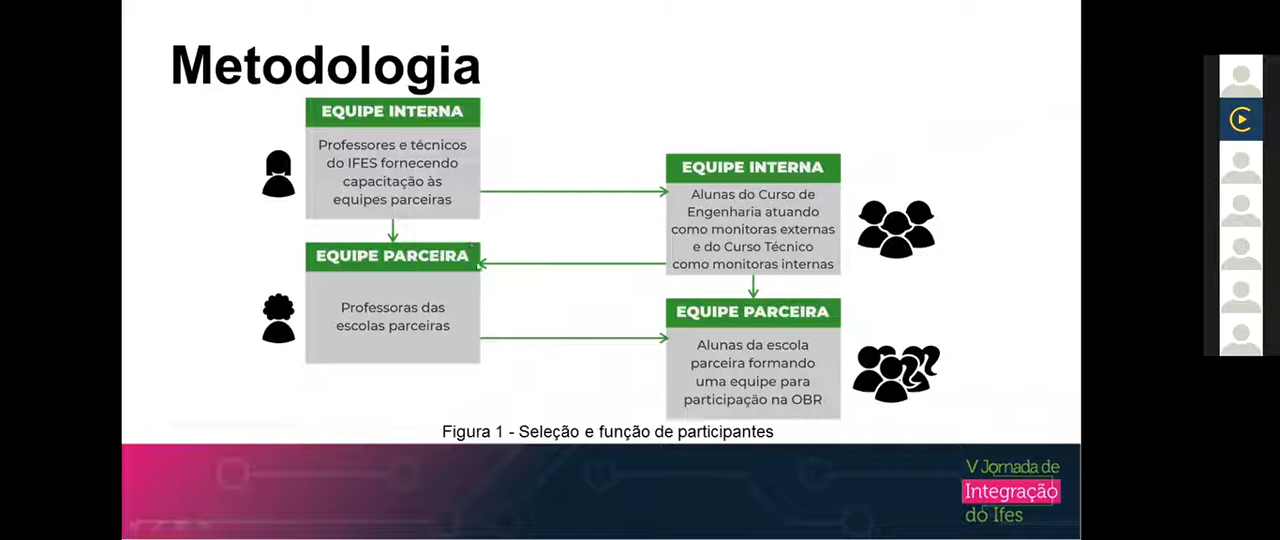 Metodologia
EQUIPE INTERNA
Professores e técnicos
do IFES fornecendo
capacitação às
equipes parceiras
EQUIPE INTERNA
Alunas do Curso de
Engenharia atuando
como monitoras externas
e do Curso Técnico
como monitoras internas
EQUIPE PARCEIRA
Professoras das
escolas parceiras
EQUIPE PARCEIRA
Alunas da escola
parceira formando
uma equipe para
participação na OBR
Figura 1 - Seleção e função de participantes
V Jornada de
Integração
do Ifes